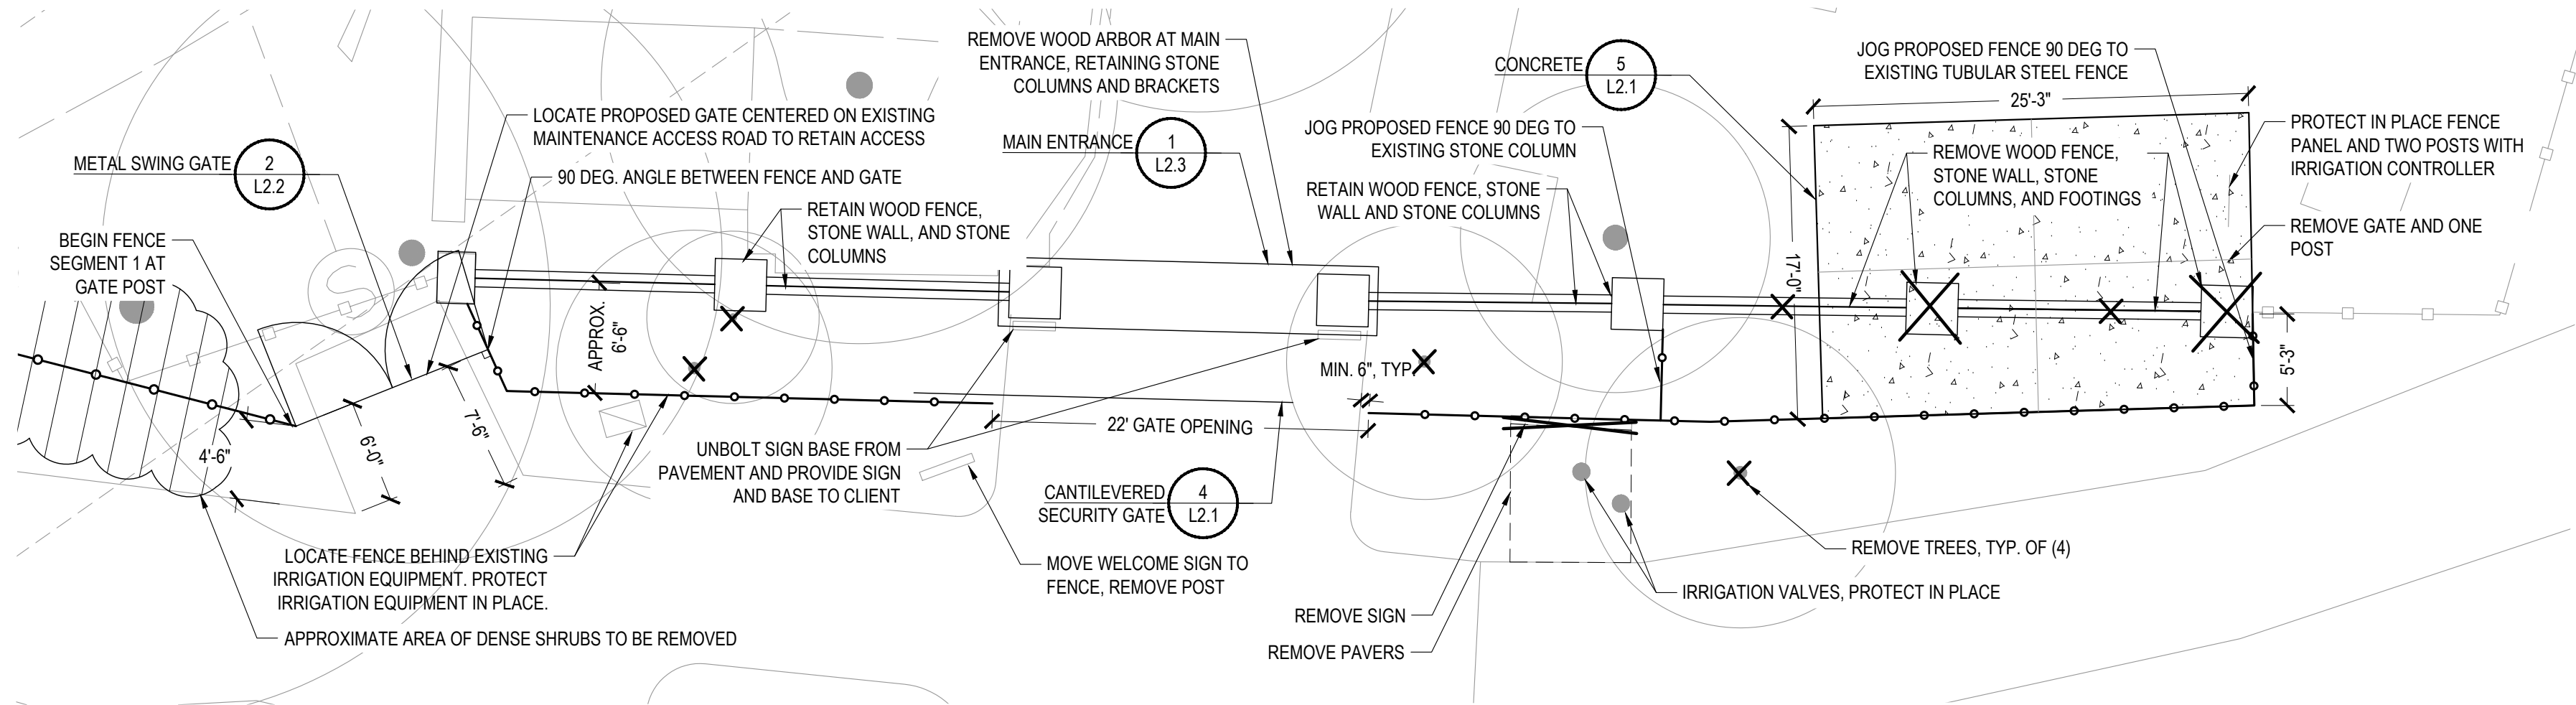 REMOVE WOOD ARBOR AT MAIN
ENTRANCE, RETAINING STONE
COLUMNS AND BRACKETS
CONCRETE
5
L2.1
JOG PROPOSED FENCE 90 DEG TO
EXISTING TUBULAR STEEL FENCE
25'-3"
LOCATE PROPOSED GATE CENTERED ON EXISTING
MAINTENANCE ACCESS ROAD TO RETAIN ACCESS
METAL SWING GATE
2
L2.2
90 DEG. ANGLE BETWEEN FENCE AND GATE
MAIN ENTRANCE
1
L2.3
JOG PROPOSED FENCE 90 DEG TO
EXISTING STONE COLUMN
PROTECT IN PLACE FENCE
PANEL AND TWO POSTS WITH
IRRIGATION CONTROLLER
REMOVE WOOD FENCE,
STONE WALL, STONE
COLUMNS, AND FOOTINGS
RETAIN WOOD FENCE, STONE
WALL AND STONE COLUMNS
RETAIN WOOD FENCE,
STONE WALL, AND STONE
COLUMNS
REMOVE GATE AND ONE
POST
BEGIN FENCE
SEGMENT 1 AT
GATE POST
S
17'-0"
APPROX.
6'-6"
5'-3"
MIN. 6", TYP.
22' GATE OPENING
7'-6"
6'-0"
4'-6"
UNBOLT SIGN BASE FROM
PAVEMENT AND PROVIDE SIGN
AND BASE TO CLIENT
CANTILEVERED
SECURITY GATE
4
L2.1
LOCATE FENCE BEHIND EXISTING
IRRIGATION EQUIPMENT. PROTECT
IRRIGATION EQUIPMENT IN PLACE.
MOVE WELCOME SIGN TO
FENCE, REMOVE POST
REMOVE TREES, TYP. OF (4)
IRRIGATION VALVES, PROTECT IN PLACE
REMOVE SIGN
APPROXIMATE AREA OF DENSE SHRUBS TO BE REMOVED
REMOVE PAVERS